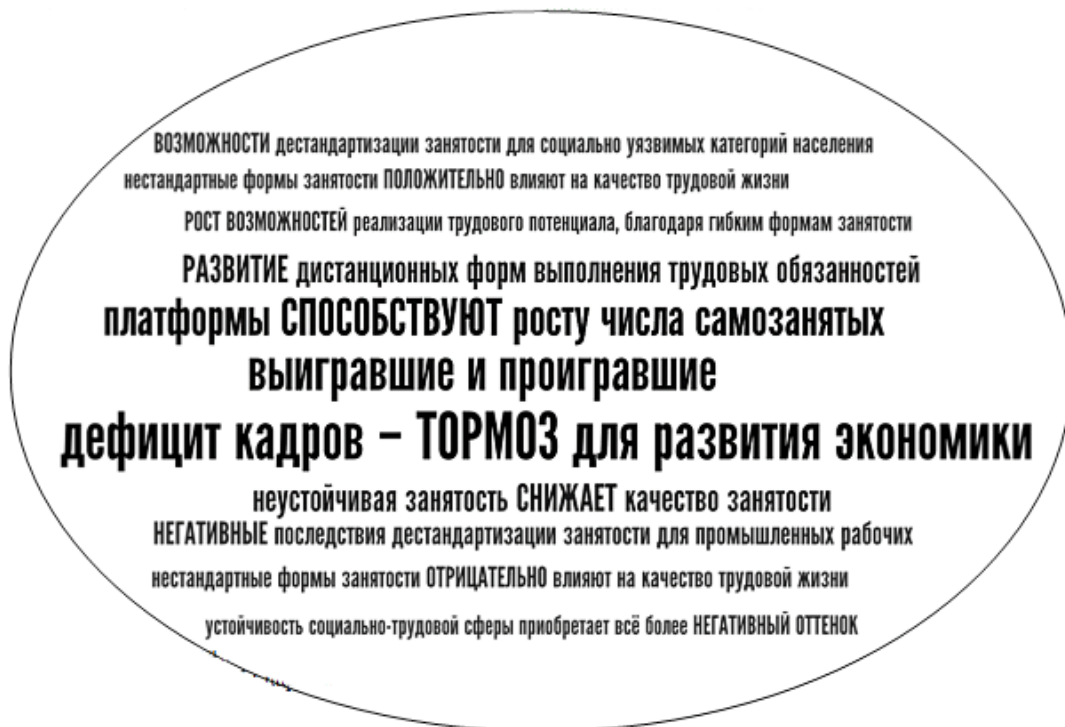 ВОЗМОЖНОСТИ дестандартизации занятости для социально уязвимых категорий населения
нестандартные формы занятости ПОЛОЖИТЕЛЬНО влияют на качество трудовой жизни
РОСТ ВОЗМОЖНОСТЕЙ реализации трудового потенциала, благодаря гибким формам занятости
РАЗВИТИЕ дистанционных форм выполнения трудовых обязанностей
платформы СПОСОБСТВУЮТ росту числа самозанятых
выигравшие и проигравшие
дефицит кадров – ТОРМОЗ для развития экономики
неустойчивая занятость СНИЖАЕТ качество занятости
НЕГАТИВНЫЕ последствия дестандартизации занятости для промышленных рабочих
нестандартные формы занятости ОТРИЦАТЕЛЬНО влияют на качество трудовой жизни
устойчивость социально-трудовой сферы приобретает всё более НЕГАТИВНЫЙ ОТТЕНОК